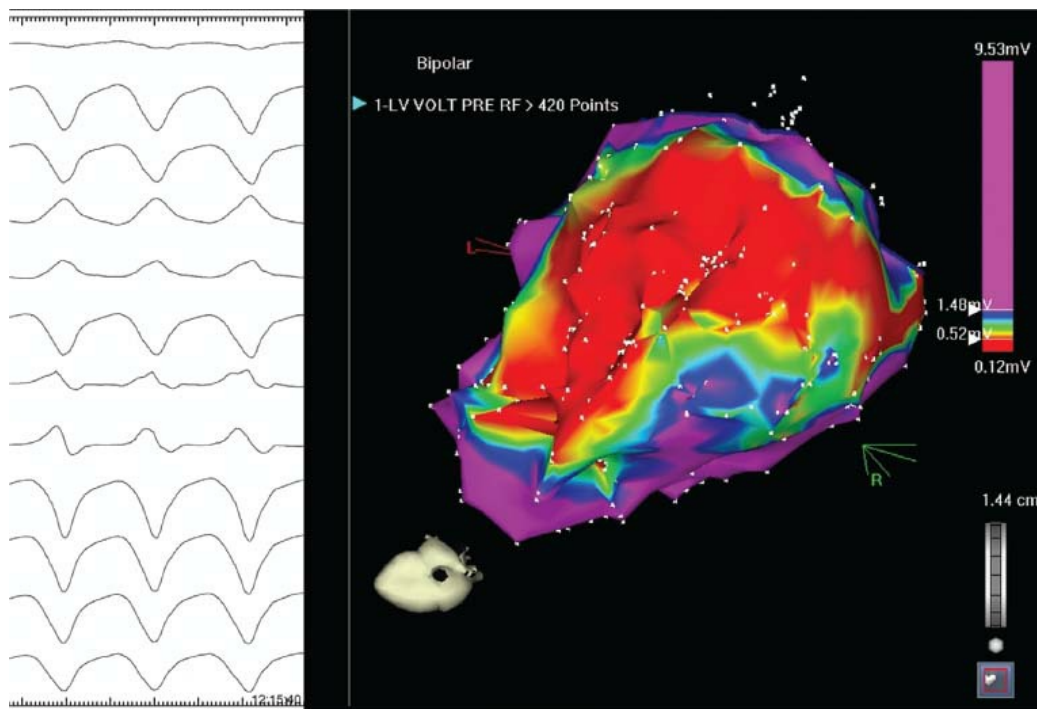 Bipolar
1-LV VOLT PRE RF > 420 Points
9.53mV
1.48mV
0.52mV
0.12mV
L
R
1.44 cm
12:15:40